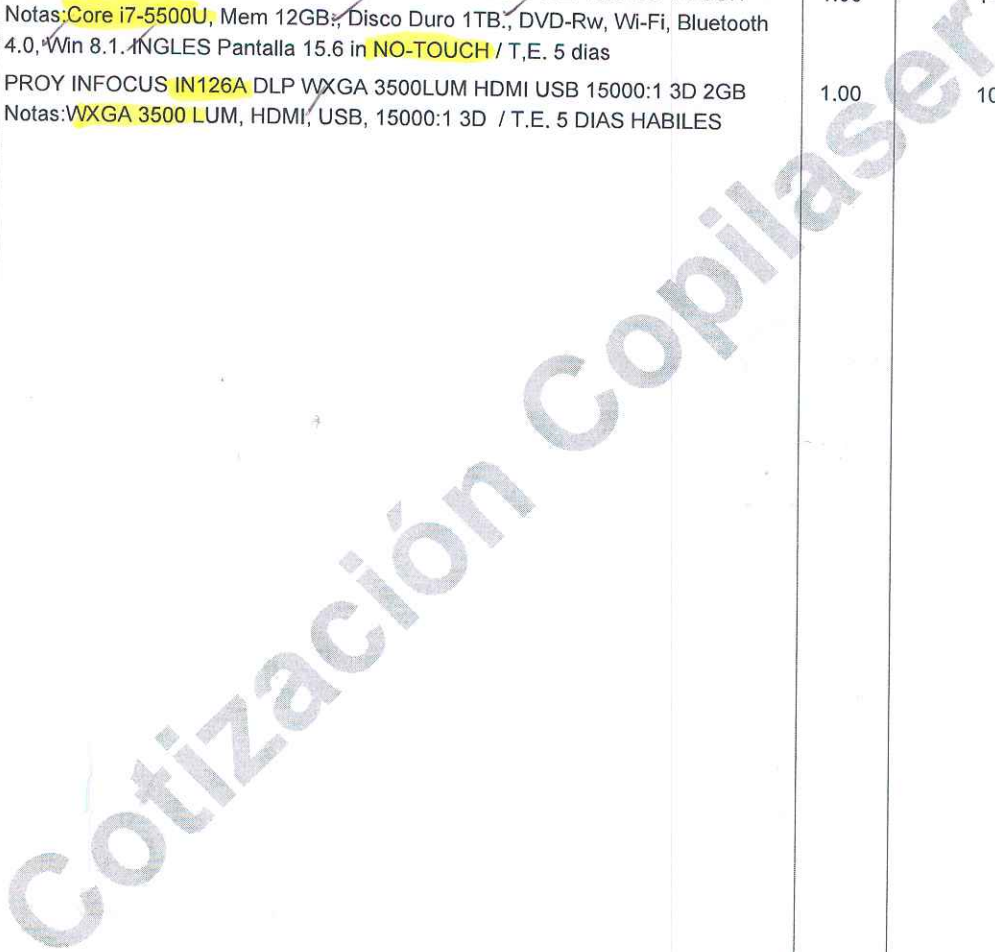 Notas:Core i7-5500U, Mem 12GB:, Disco Duro 1TB:, DVD-Rw, Wi-Fi, Bluetooth
4.0, Win 8.1. INGLES Pantalla 15.6 in NO-TOUCH / T,E. 5 dias
PROY INFOCUS IN126A DLP WXGA 3500LUM HDMI USB 15000:1 3D 2GB 1.00 10
Notas:WXGA 3500 LUM, HDMI, USB, 15000:1 3D / T.E. 5 DIAS HABILES
Cotización Copilaser